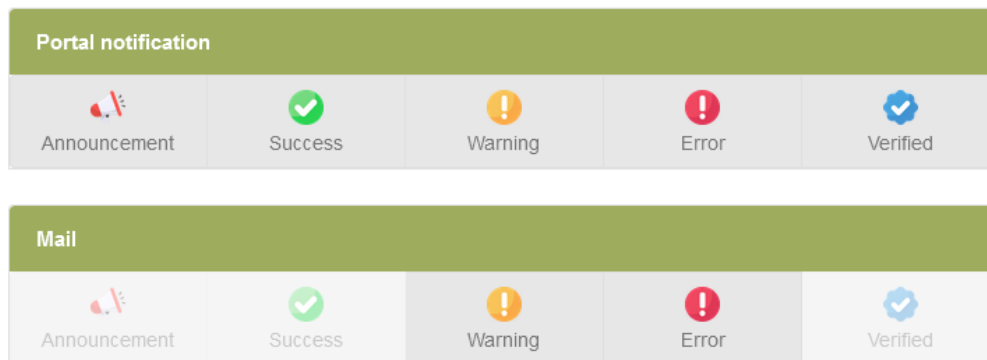 Portal notification
Announcement Success Warning Error Verified
Mail
Announcement Success Warning Error Verified